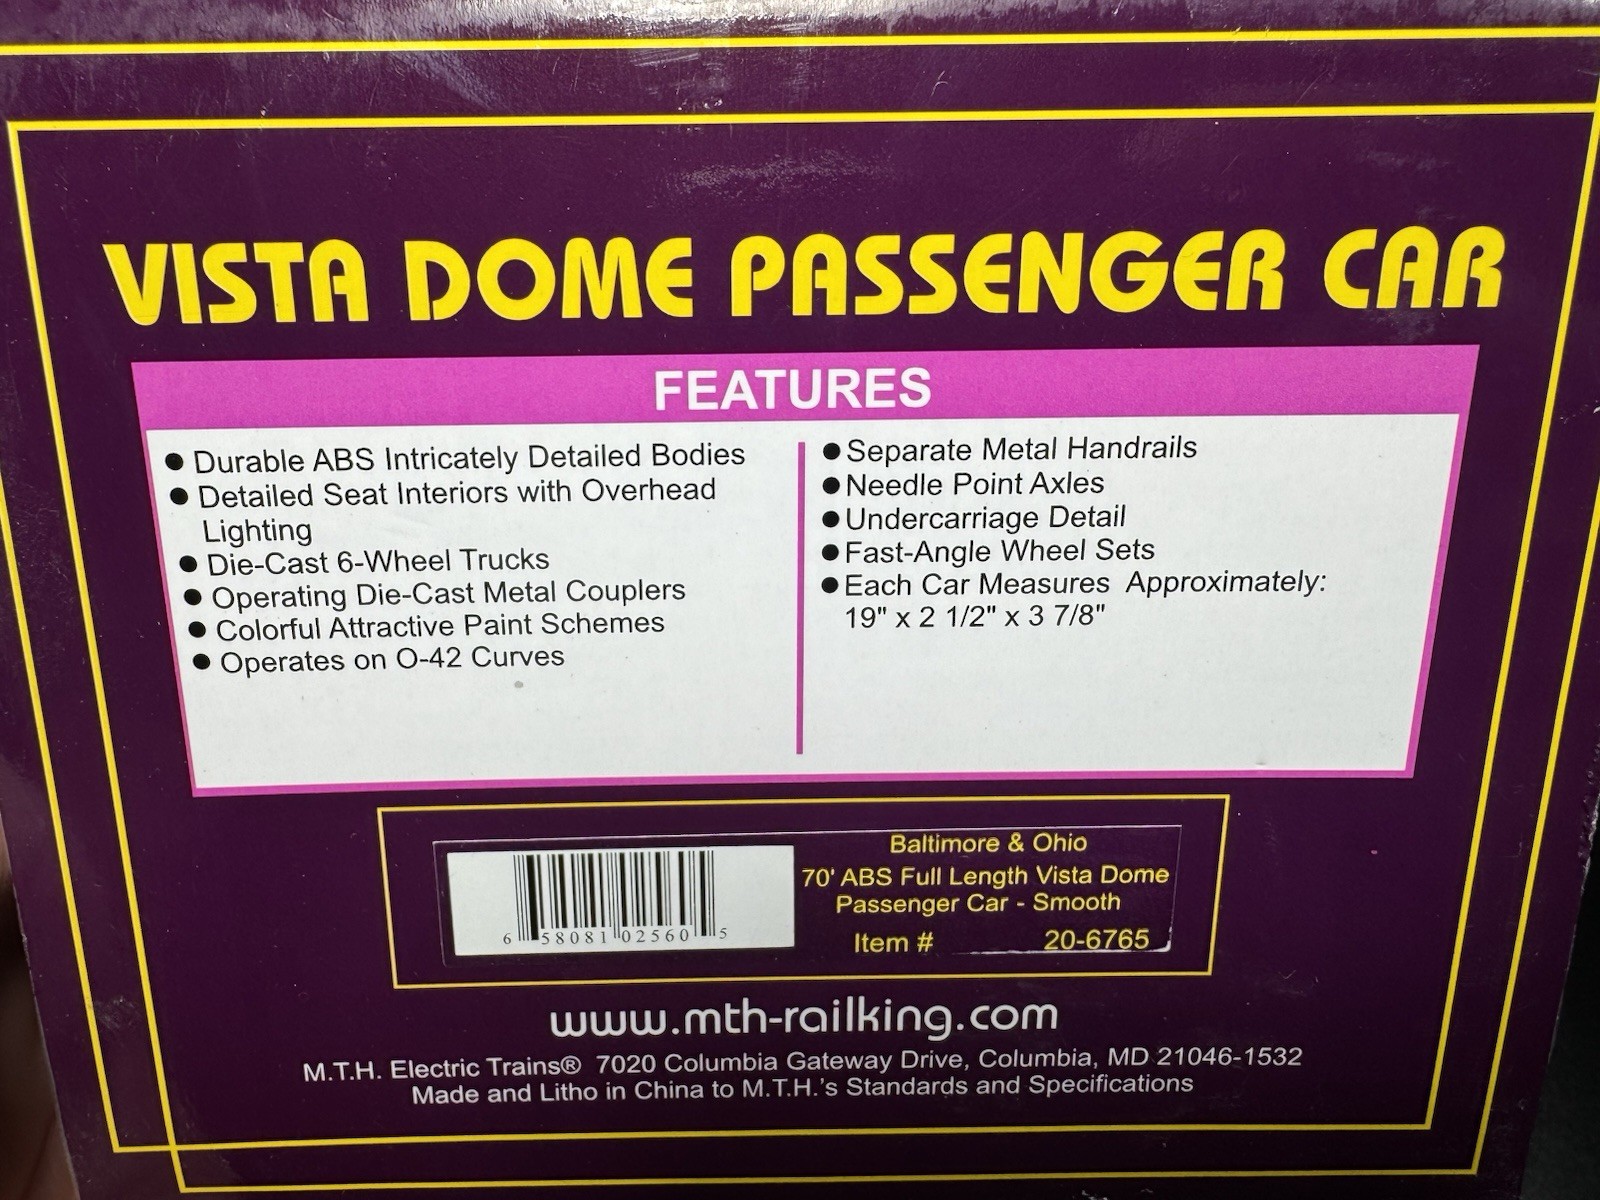 VISTA DOME PASSENGER CAR
FEATURES
● Durable ABS Intricately Detailed Bodies
● Detailed Seat Interiors with Overhead
Lighting
● Die-Cast 6-Wheel Trucks
● Operating Die-Cast Metal Couplers
● Colorful Attractive Paint Schemes
● Operates on O-42 Curves
● Separate Metal Handrails
● Needle Point Axles
● Undercarriage Detail
● Fast-Angle Wheel Sets
● Each Car Measures Approximately:
19" x 2 1/2" x 3 7/8"
6 58081 02560 5
Baltimore & Ohio
70' ABS Full Length Vista Dome
Passenger Car - Smooth
Item # 20-6765
www.mth-railking.com
M.T.H. Electric Trains® 7020 Columbia Gateway Drive, Columbia, MD 21046-1532
Made and Litho in China to M.T.H.'s Standards and Specifications